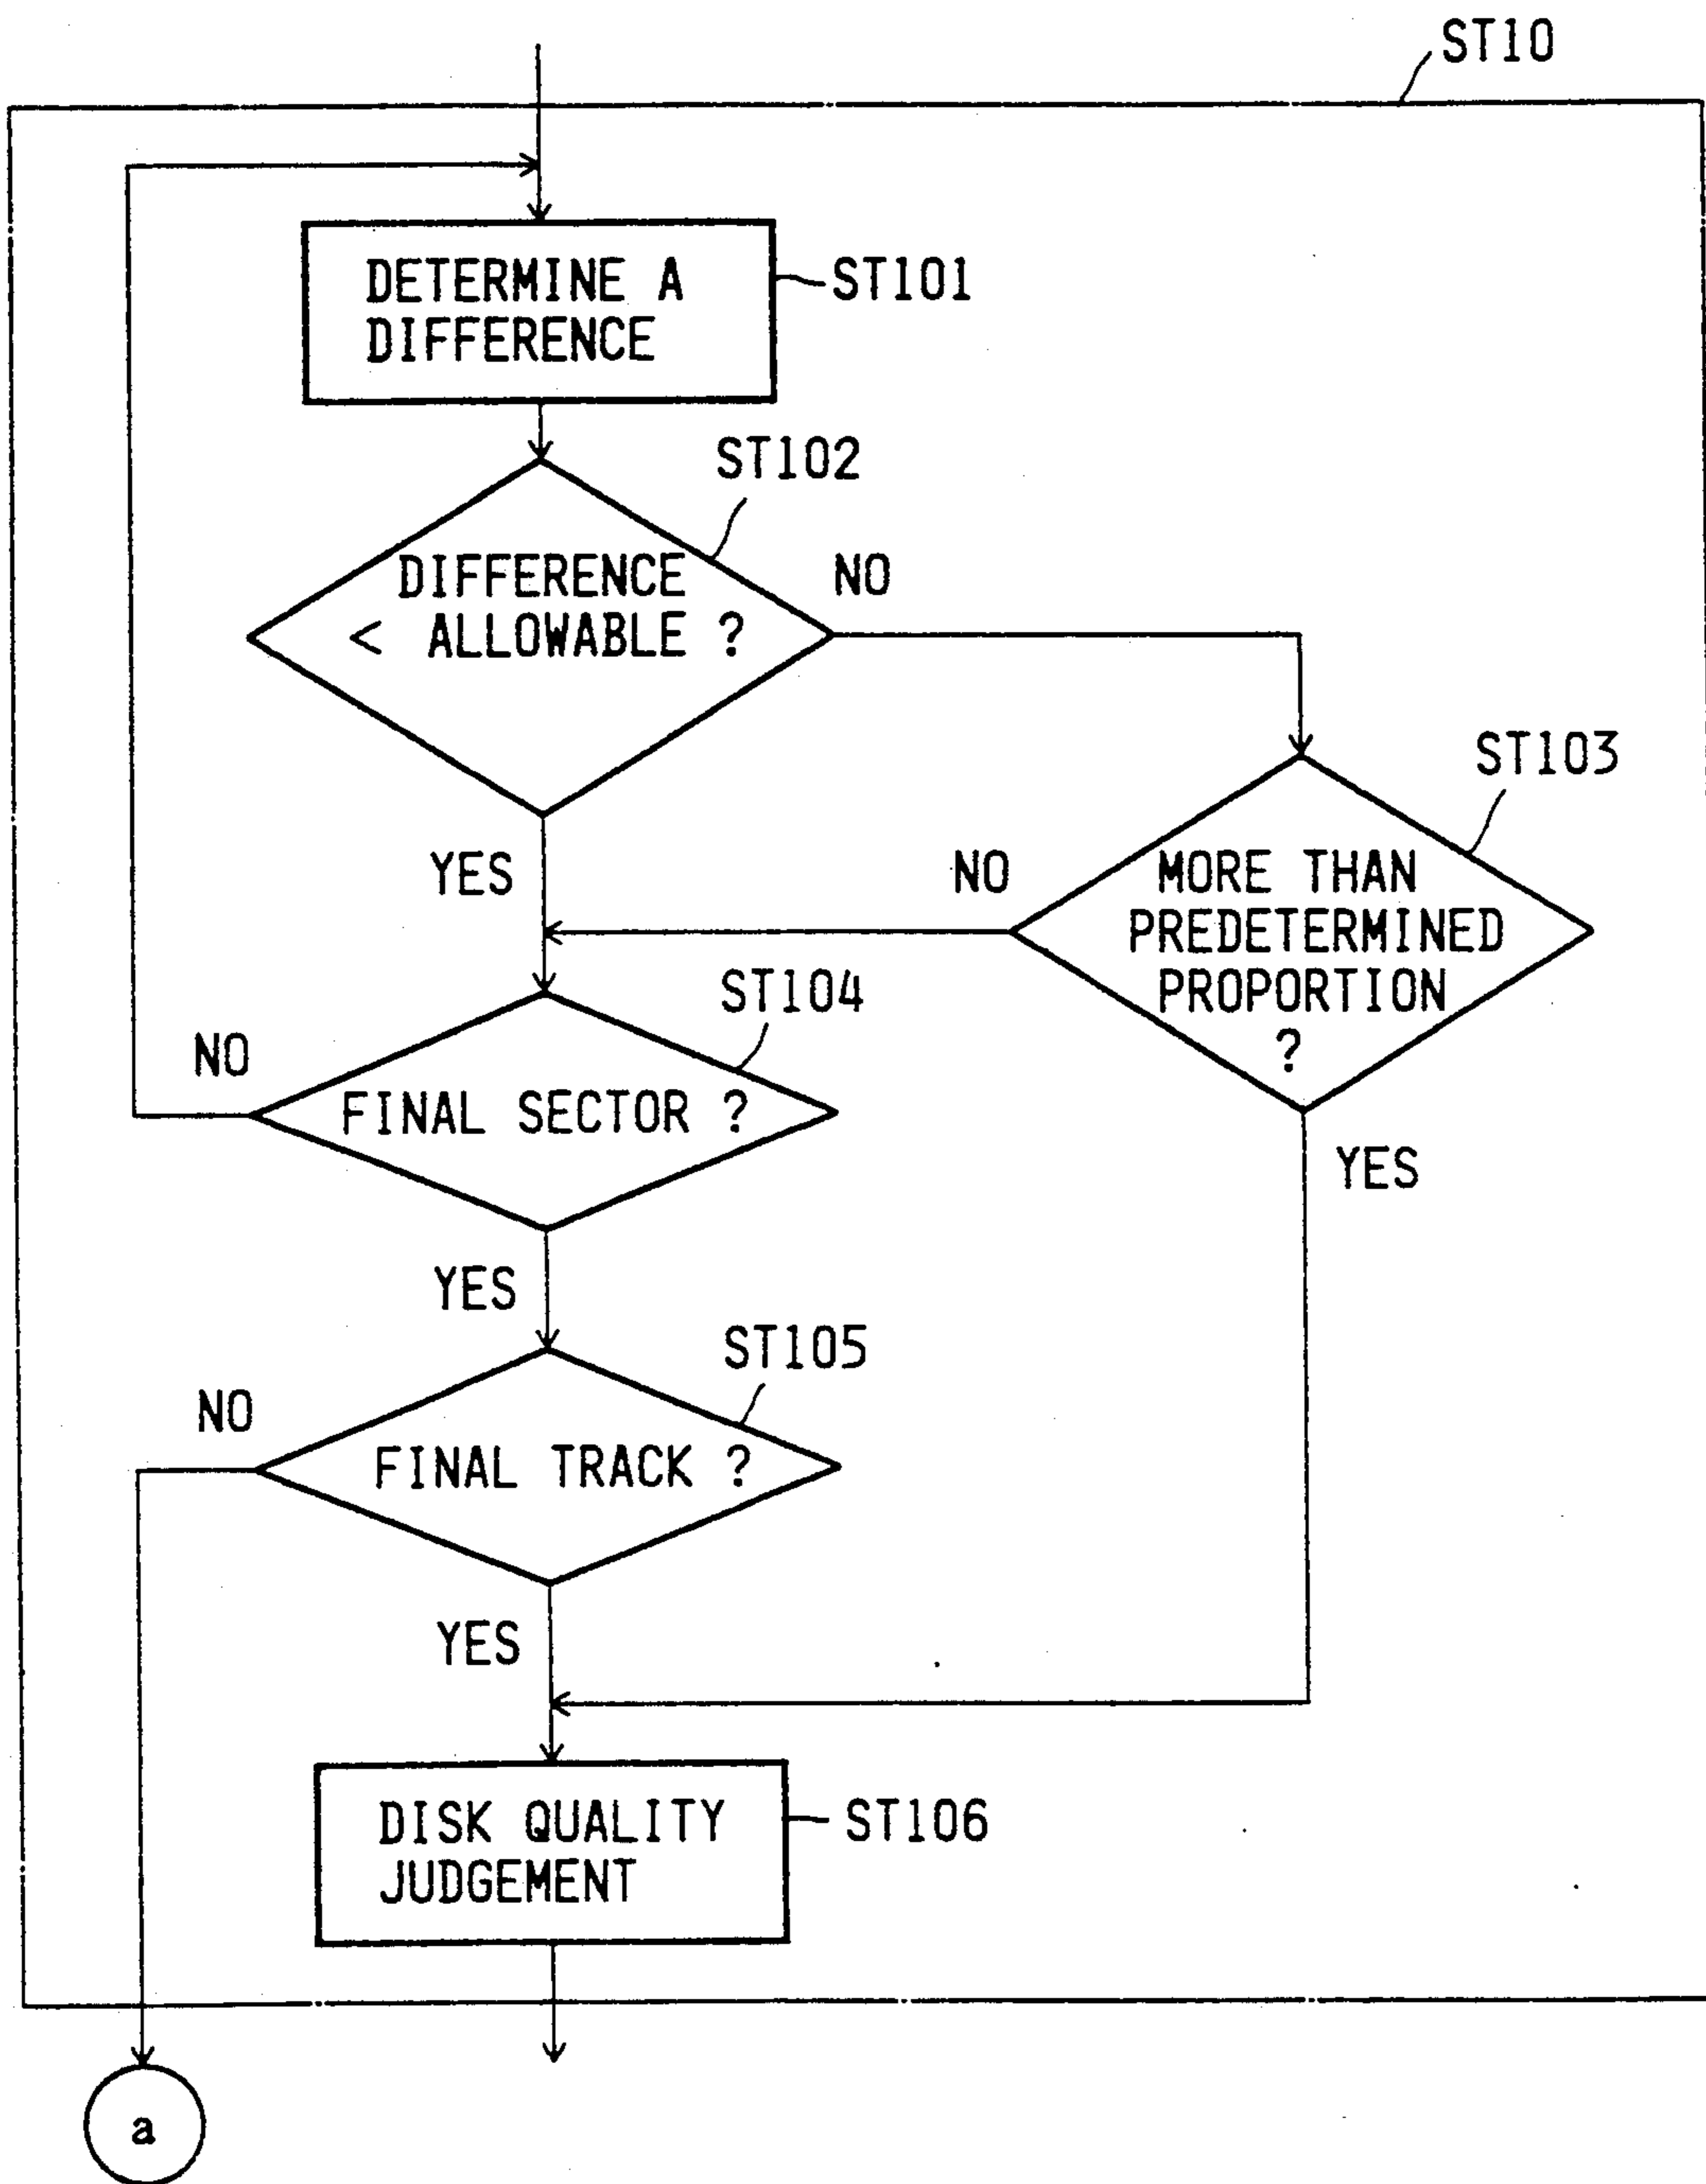 ST10
DETERMINE A
DIFFERENCE
ST101
ST102
DIFFERENCE
< ALLOWABLE ?
NO
YES
ST103
MORE THAN
PREDETERMINED
PROPORTION
?
NO
YES
ST104
FINAL SECTOR ?
NO
YES
ST105
FINAL TRACK ?
NO
YES
DISK QUALITY
JUDGEMENT
ST106
a